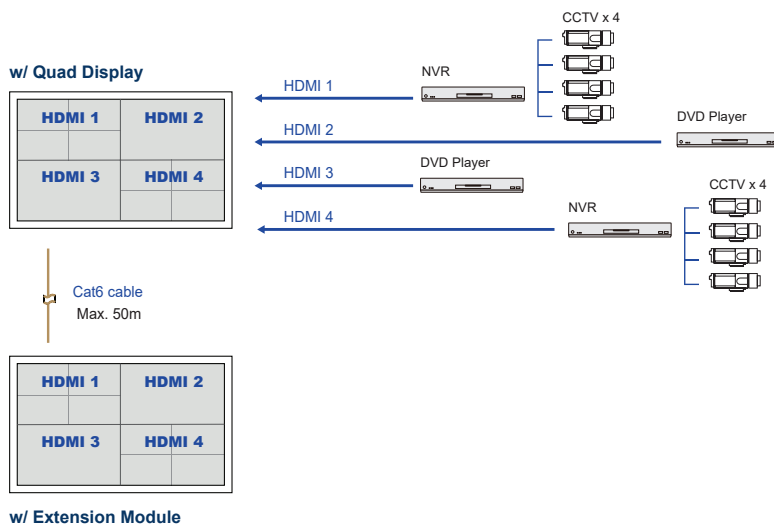 CCTV x 4
w/ Quad Display
NVR
HDMI 1
HDMI 1
HDMI 2
HDMI 2
DVD Player
HDMI 3
HDMI 4
HDMI 3
DVD Player
HDMI 4
NVR
CCTV x 4
Cat6 cable
Max. 50m
HDMI 1
HDMI 2
HDMI 3
HDMI 4
w/ Extension Module